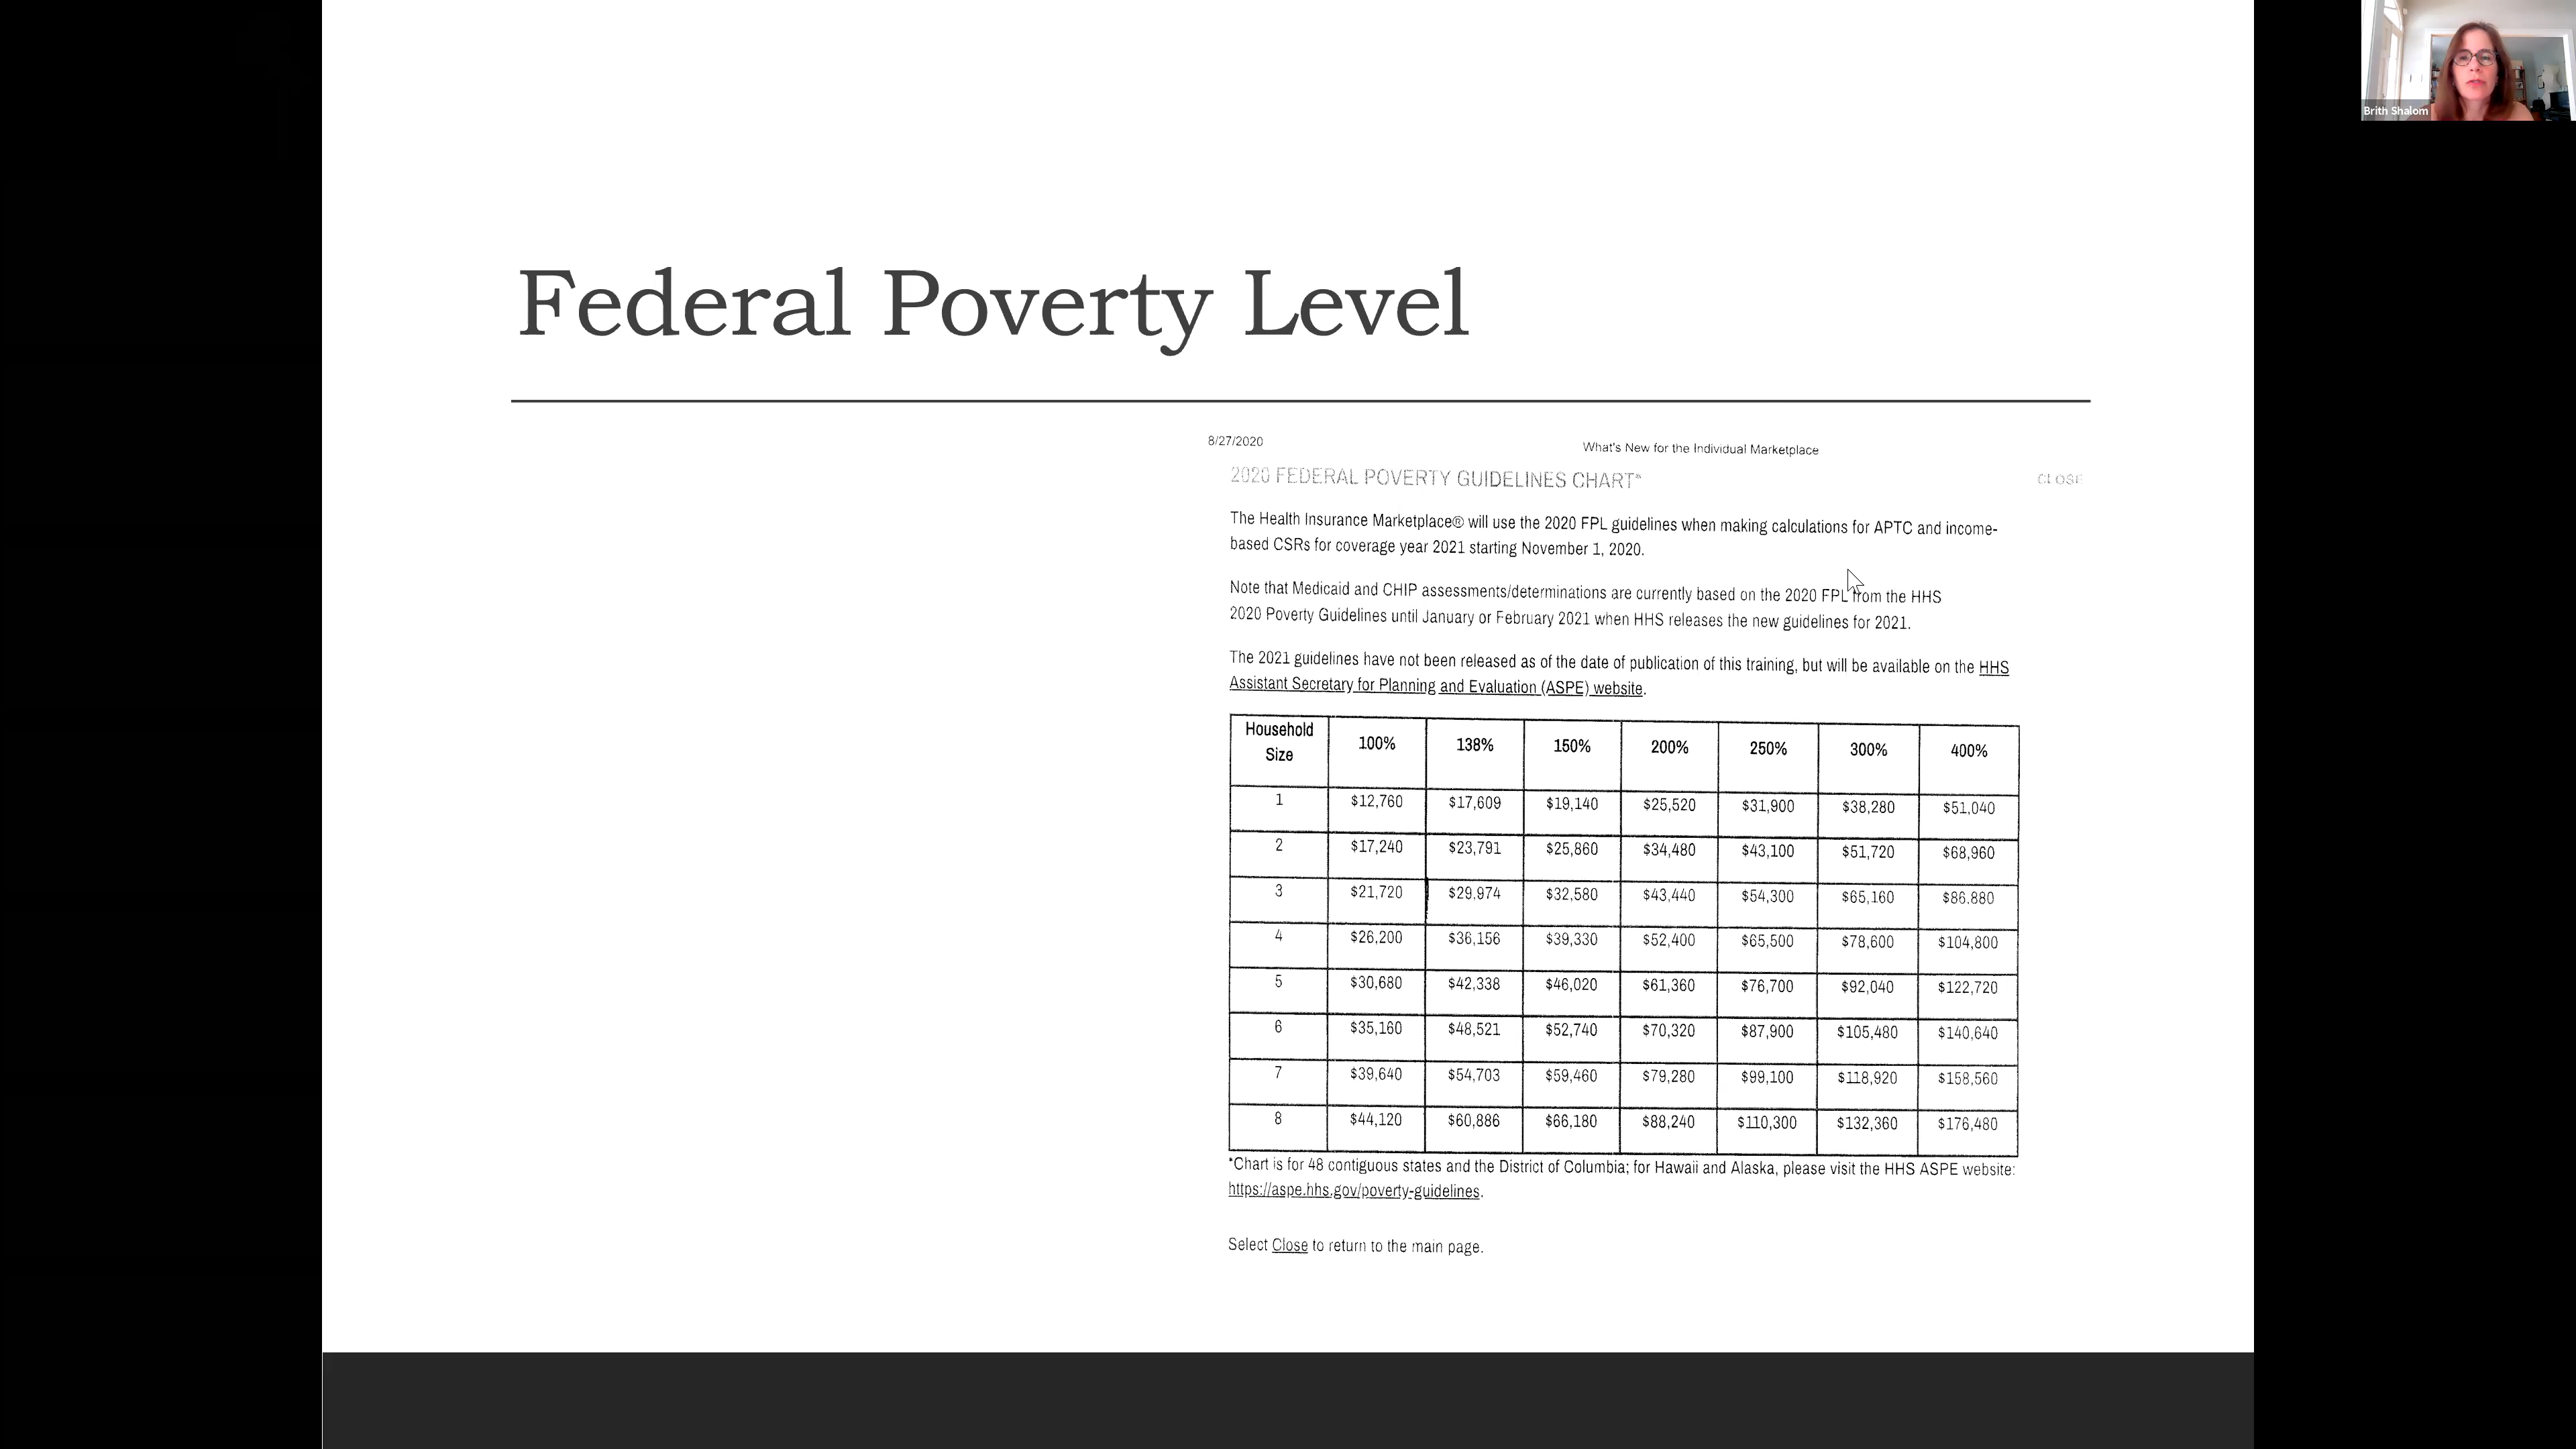 Brith Shalom
Federal Poverty Level
8/27/2020
What's New for the Individual Marketplace
2020 FEDERAL POVERTY GUIDELINES CHART*
CLOSE
The Health Insurance Marketplace® will use the 2020 FPL guidelines when making calculations for APTC and income-
based CSRs for coverage year 2021 starting November 1, 2020.
Note that Medicaid and CHIP assessments/determinations are currently based on the 2020 FPL from the HHS
2020 Poverty Guidelines until January or February 2021 when HHS releases the new guidelines for 2021.
The 2021 guidelines have not been released as of the date of publication of this training, but will be available on the HHS
Assistant Secretary for Planning and Evaluation (ASPE) website.
Household Size 100% 138% 150% 200% 250% 300% 400%
1 $12,760 $17,609 $19,140 $25,520 $31,900 $38,280 $51,040
2 $17,240 $23,791 $25,860 $34,480 $43,100 $51,720 $68,960
3 $21,720 $29,974 $32,580 $43,440 $54,300 $65,160 $86,880
4 $26,200 $36,156 $39,330 $52,400 $65,500 $78,600 $104,800
5 $30,680 $42,338 $46,020 $61,360 $76,700 $92,040 $122,720
6 $35,160 $48,521 $52,740 $70,320 $87,900 $105,480 $140,640
7 $39,640 $54,703 $59,460 $79,280 $99,100 $118,920 $158,560
8 $44,120 $60,886 $66,180 $88,240 $110,300 $132,360 $176,480
*Chart is for 48 contiguous states and the District of Columbia; for Hawaii and Alaska, please visit the HHS ASPE website:
https://aspe.hhs.gov/poverty-guidelines.
Select Close to return to the main page.